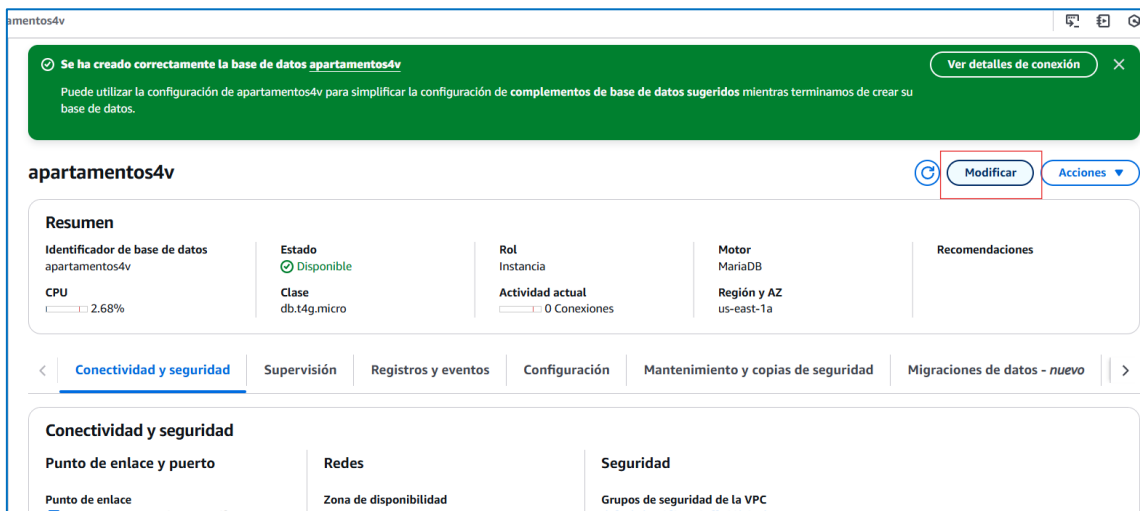 amentos4v
Se ha creado correctamente la base de datos apartamentos4v
Ver detalles de conexión
Puede utilizar la configuración de apartamentos4v para simplificar la configuración de complementos de base de datos sugeridos mientras terminamos de crear su
base de datos.
apartamentos4v
Modificar
Acciones
Resumen
Identificador de base de datos
apartamentos4v
Estado
Disponible
Rol
Instancia
Motor
MariaDB
Recomendaciones
CPU
2.68%
Clase
db.t4g.micro
Actividad actual
0 Conexiones
Región y AZ
us-east-1a
Conectividad y seguridad
Supervisión
Registros y eventos
Configuración
Mantenimiento y copias de seguridad
Migraciones de datos - nuevo
Conectividad y seguridad
Punto de enlace y puerto
Redes
Seguridad
Punto de enlace
Zona de disponibilidad
Grupos de seguridad de la VPC